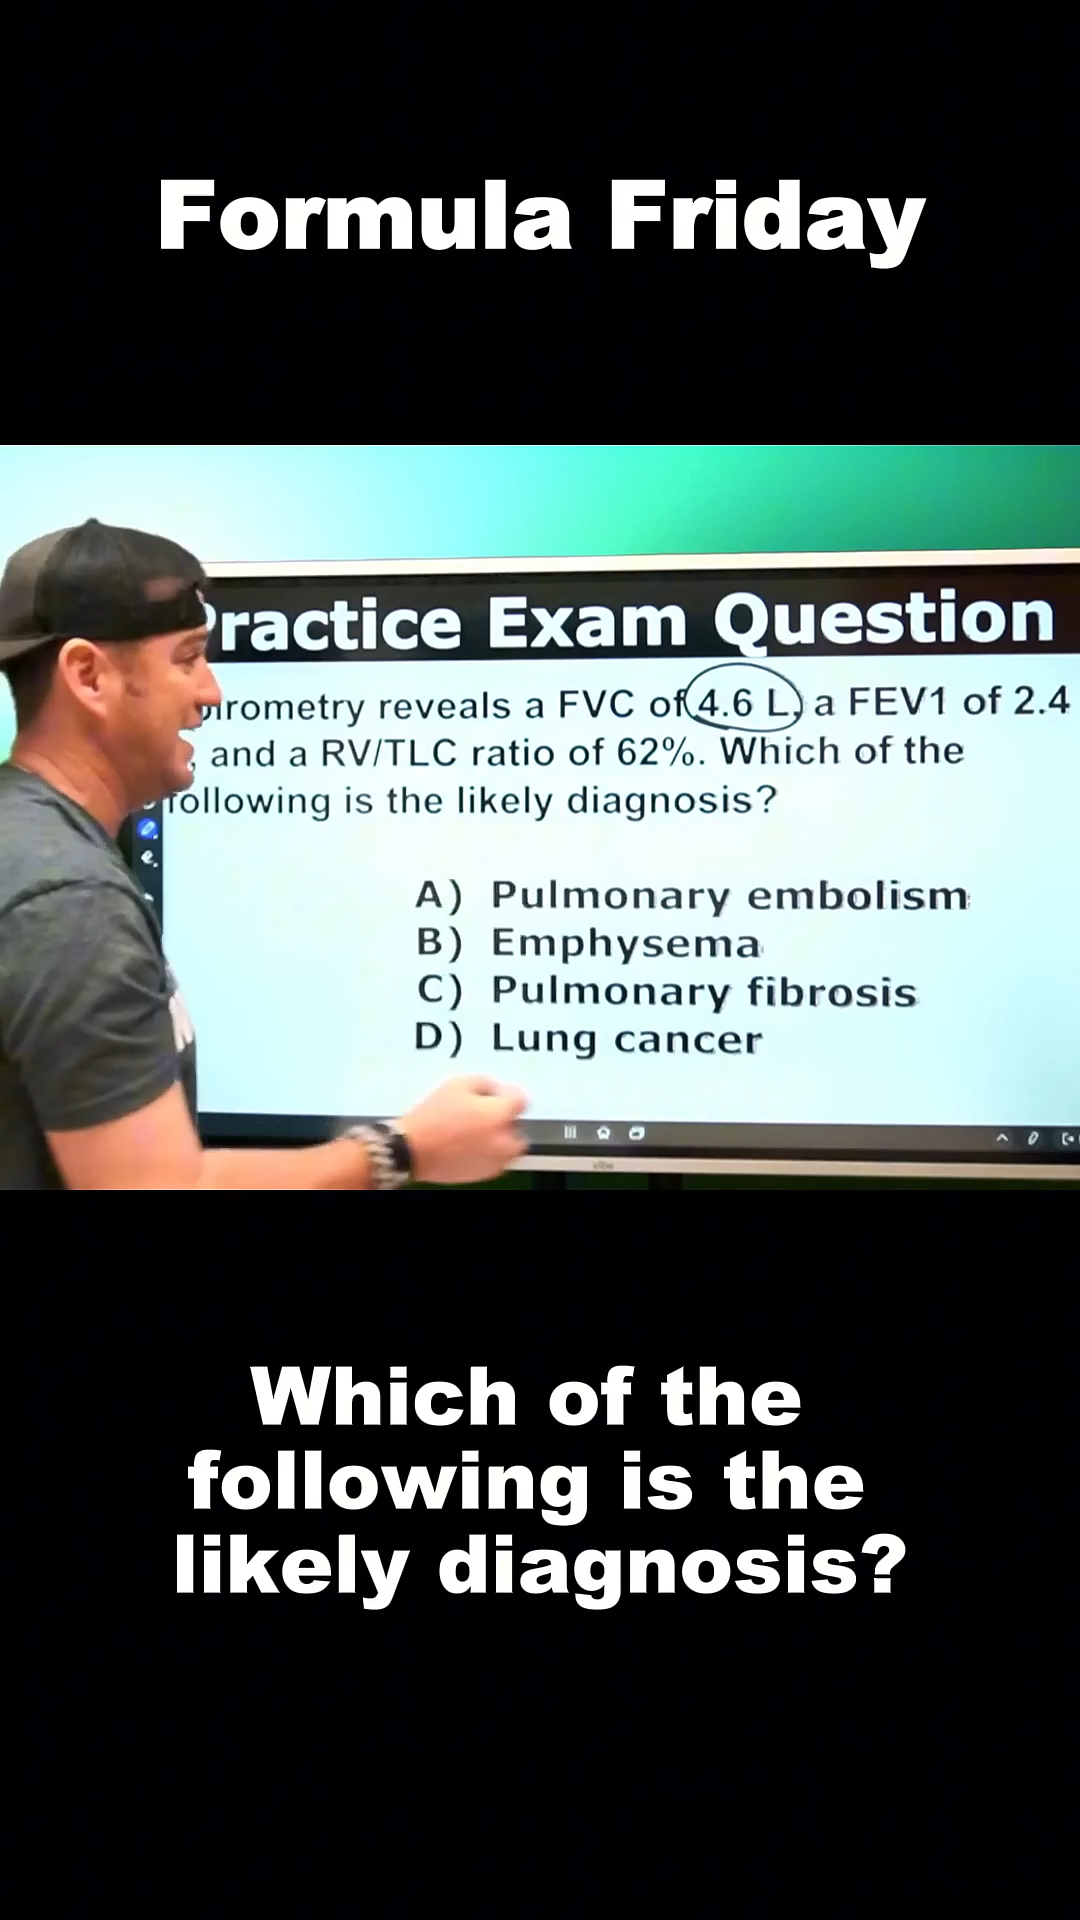 Formula Friday
Practice Exam Question
pirometry reveals a FVC of 4.6 L, a FEV1 of 2.4
, and a RV/TLC ratio of 62%. Which of the
following is the likely diagnosis?
A) Pulmonary embolism
B) Emphysema
C) Pulmonary fibrosis
D) Lung cancer
Which of the
following is the
likely diagnosis?